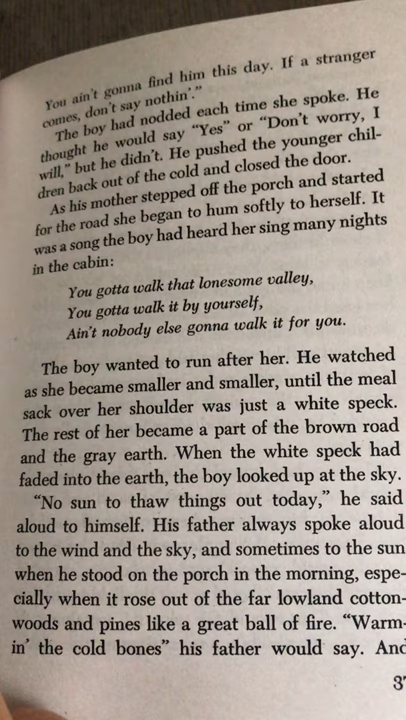 You ain't gonna find him this day. If a stranger
comes, don't say nothin'."
The boy had nodded each time she spoke. He
thought he would say "Yes" or "Don't worry, I
will," but he didn't. He pushed the younger chil-
dren back out of the cold and closed the door.
As his mother stepped off the porch and started
for the road she began to hum softly to herself. It
was a song the boy had heard her sing many nights
in the cabin:
You gotta walk that lonesome valley,
You gotta walk it by yourself,
Ain't nobody else gonna walk it for you.
The boy wanted to run after her. He watched
as she became smaller and smaller, until the meal
sack over her shoulder was just a white speck.
The rest of her became a part of the brown road
and the gray earth. When the white speck had
faded into the earth, the boy looked up at the sky.
"No sun to thaw things out today," he said
aloud to himself. His father always spoke aloud
to the wind and the sky, and sometimes to the sun
when he stood on the porch in the morning, espe-
cially when it rose out of the far lowland cotton-
woods and pines like a great ball of fire. "Warm-
in' the cold bones" his father would say. And
37